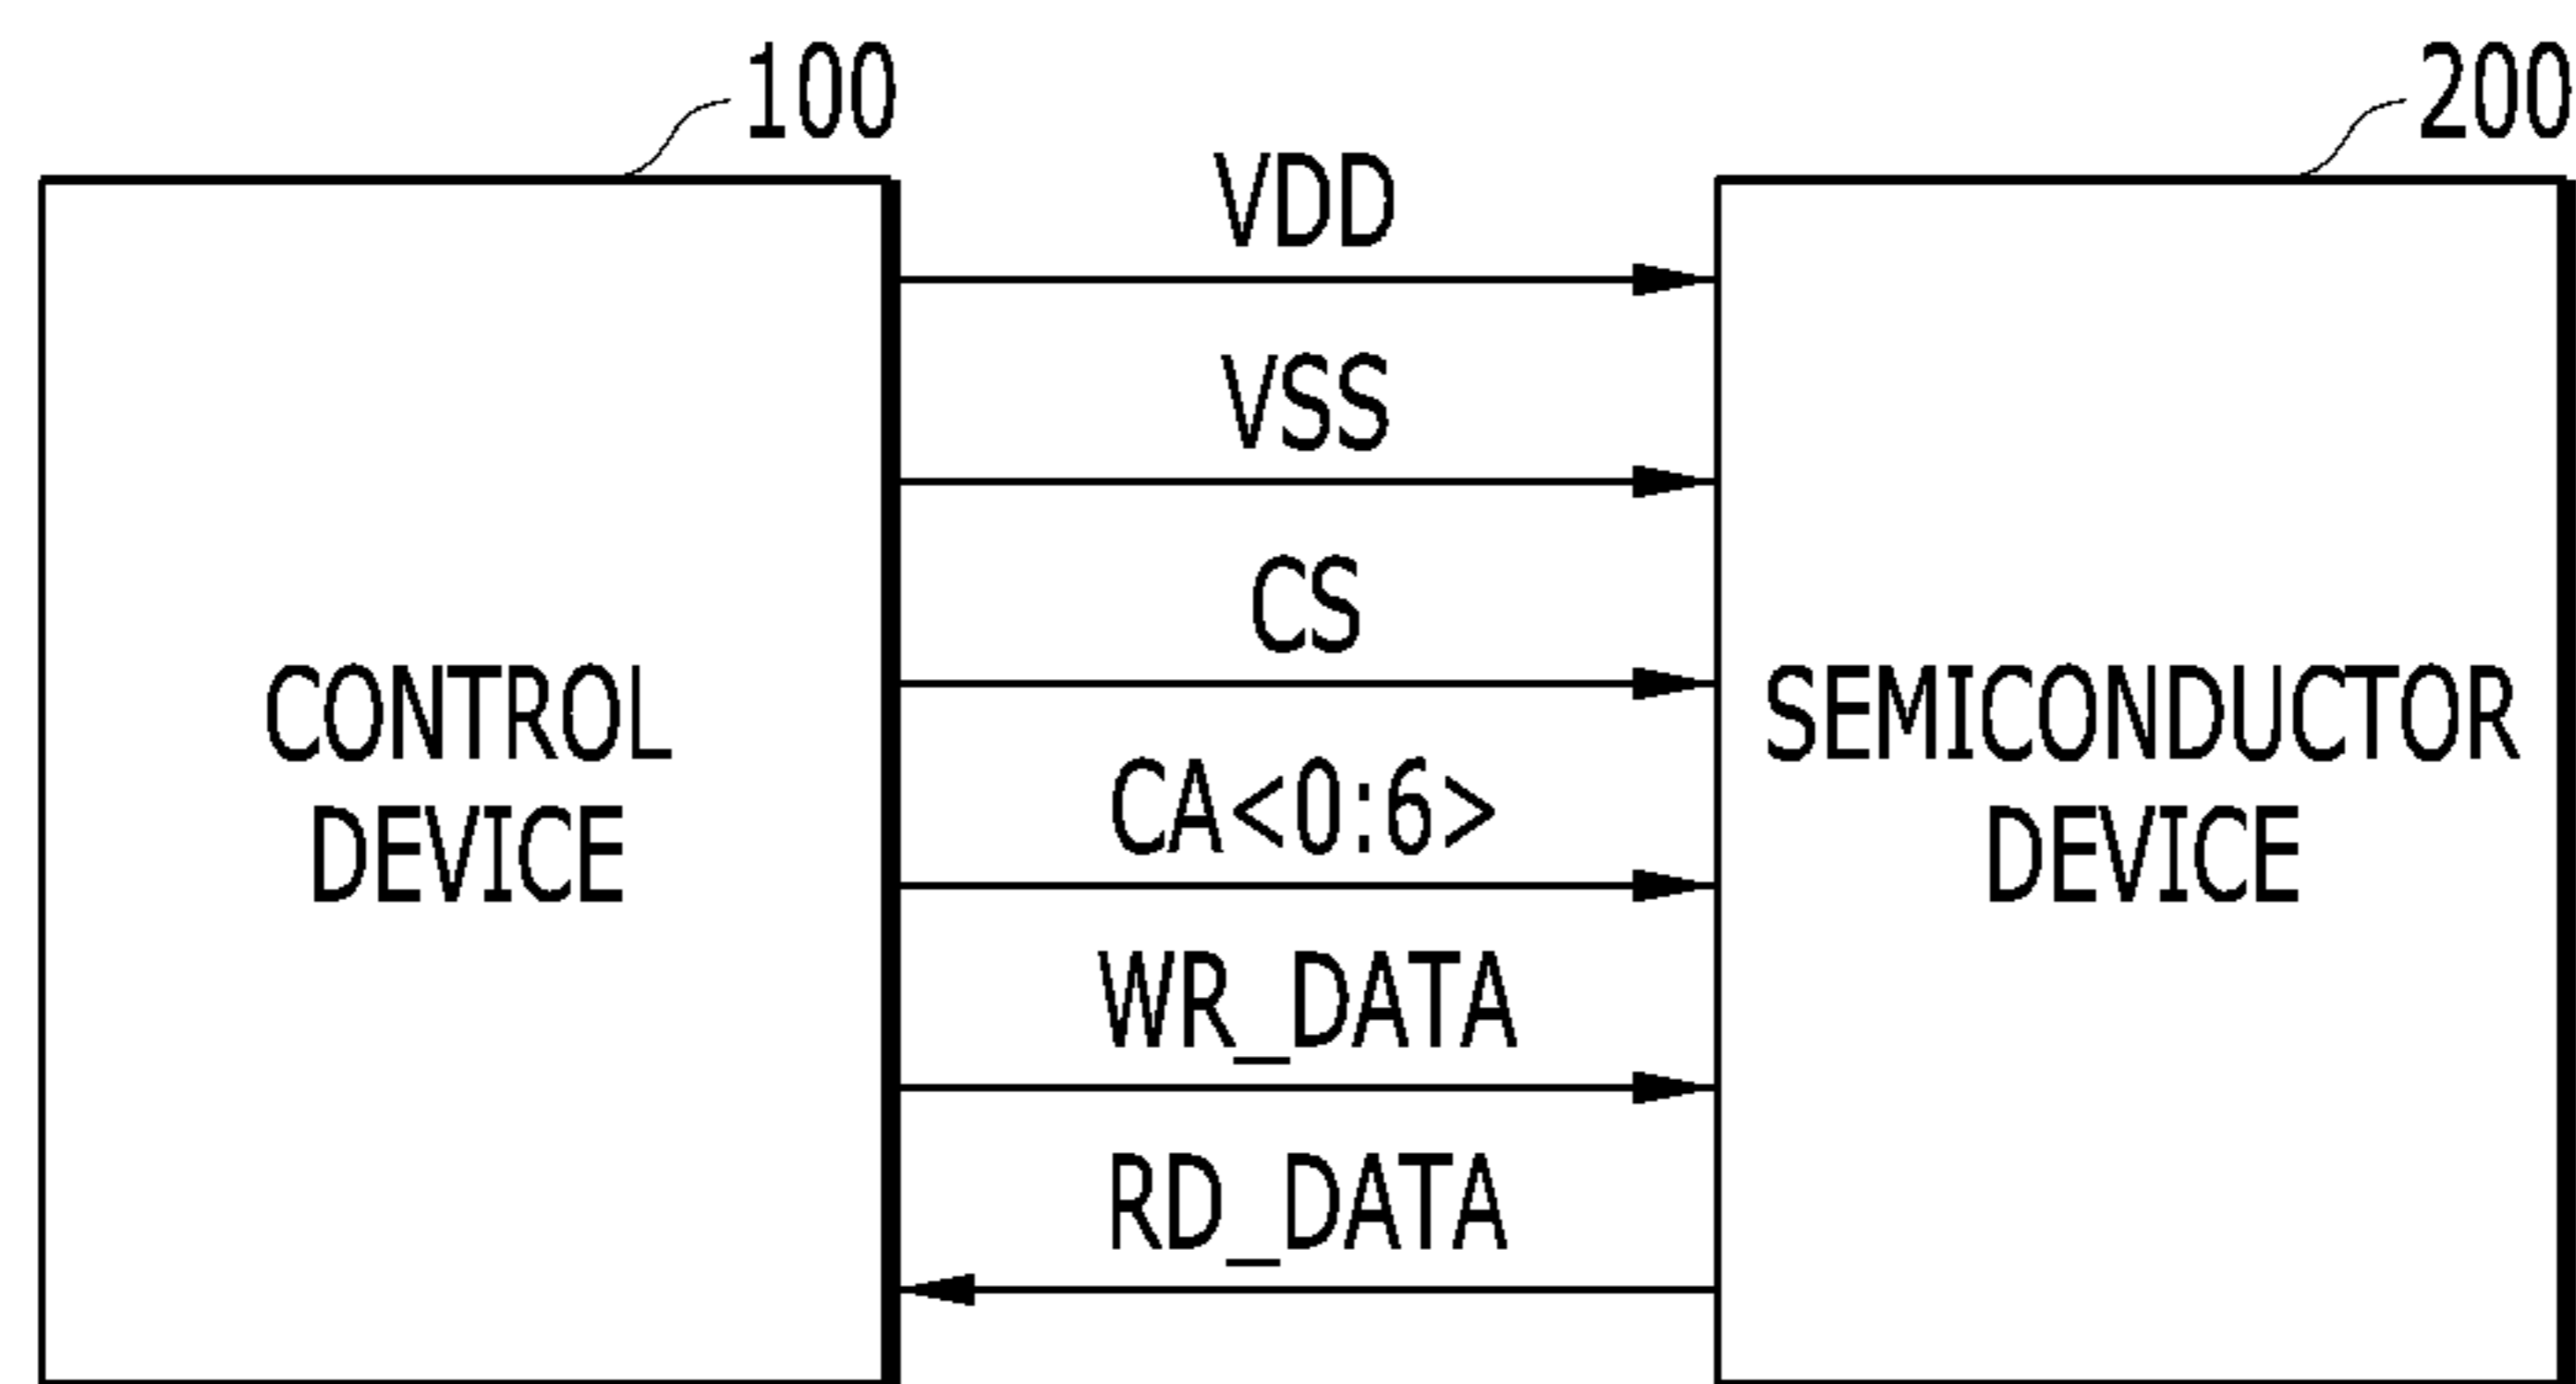 100
200
VDD
VSS
CS
CA<0:6>
WR_DATA
RD_DATA
CONTROL
DEVICE
SEMICONDUCTOR
DEVICE